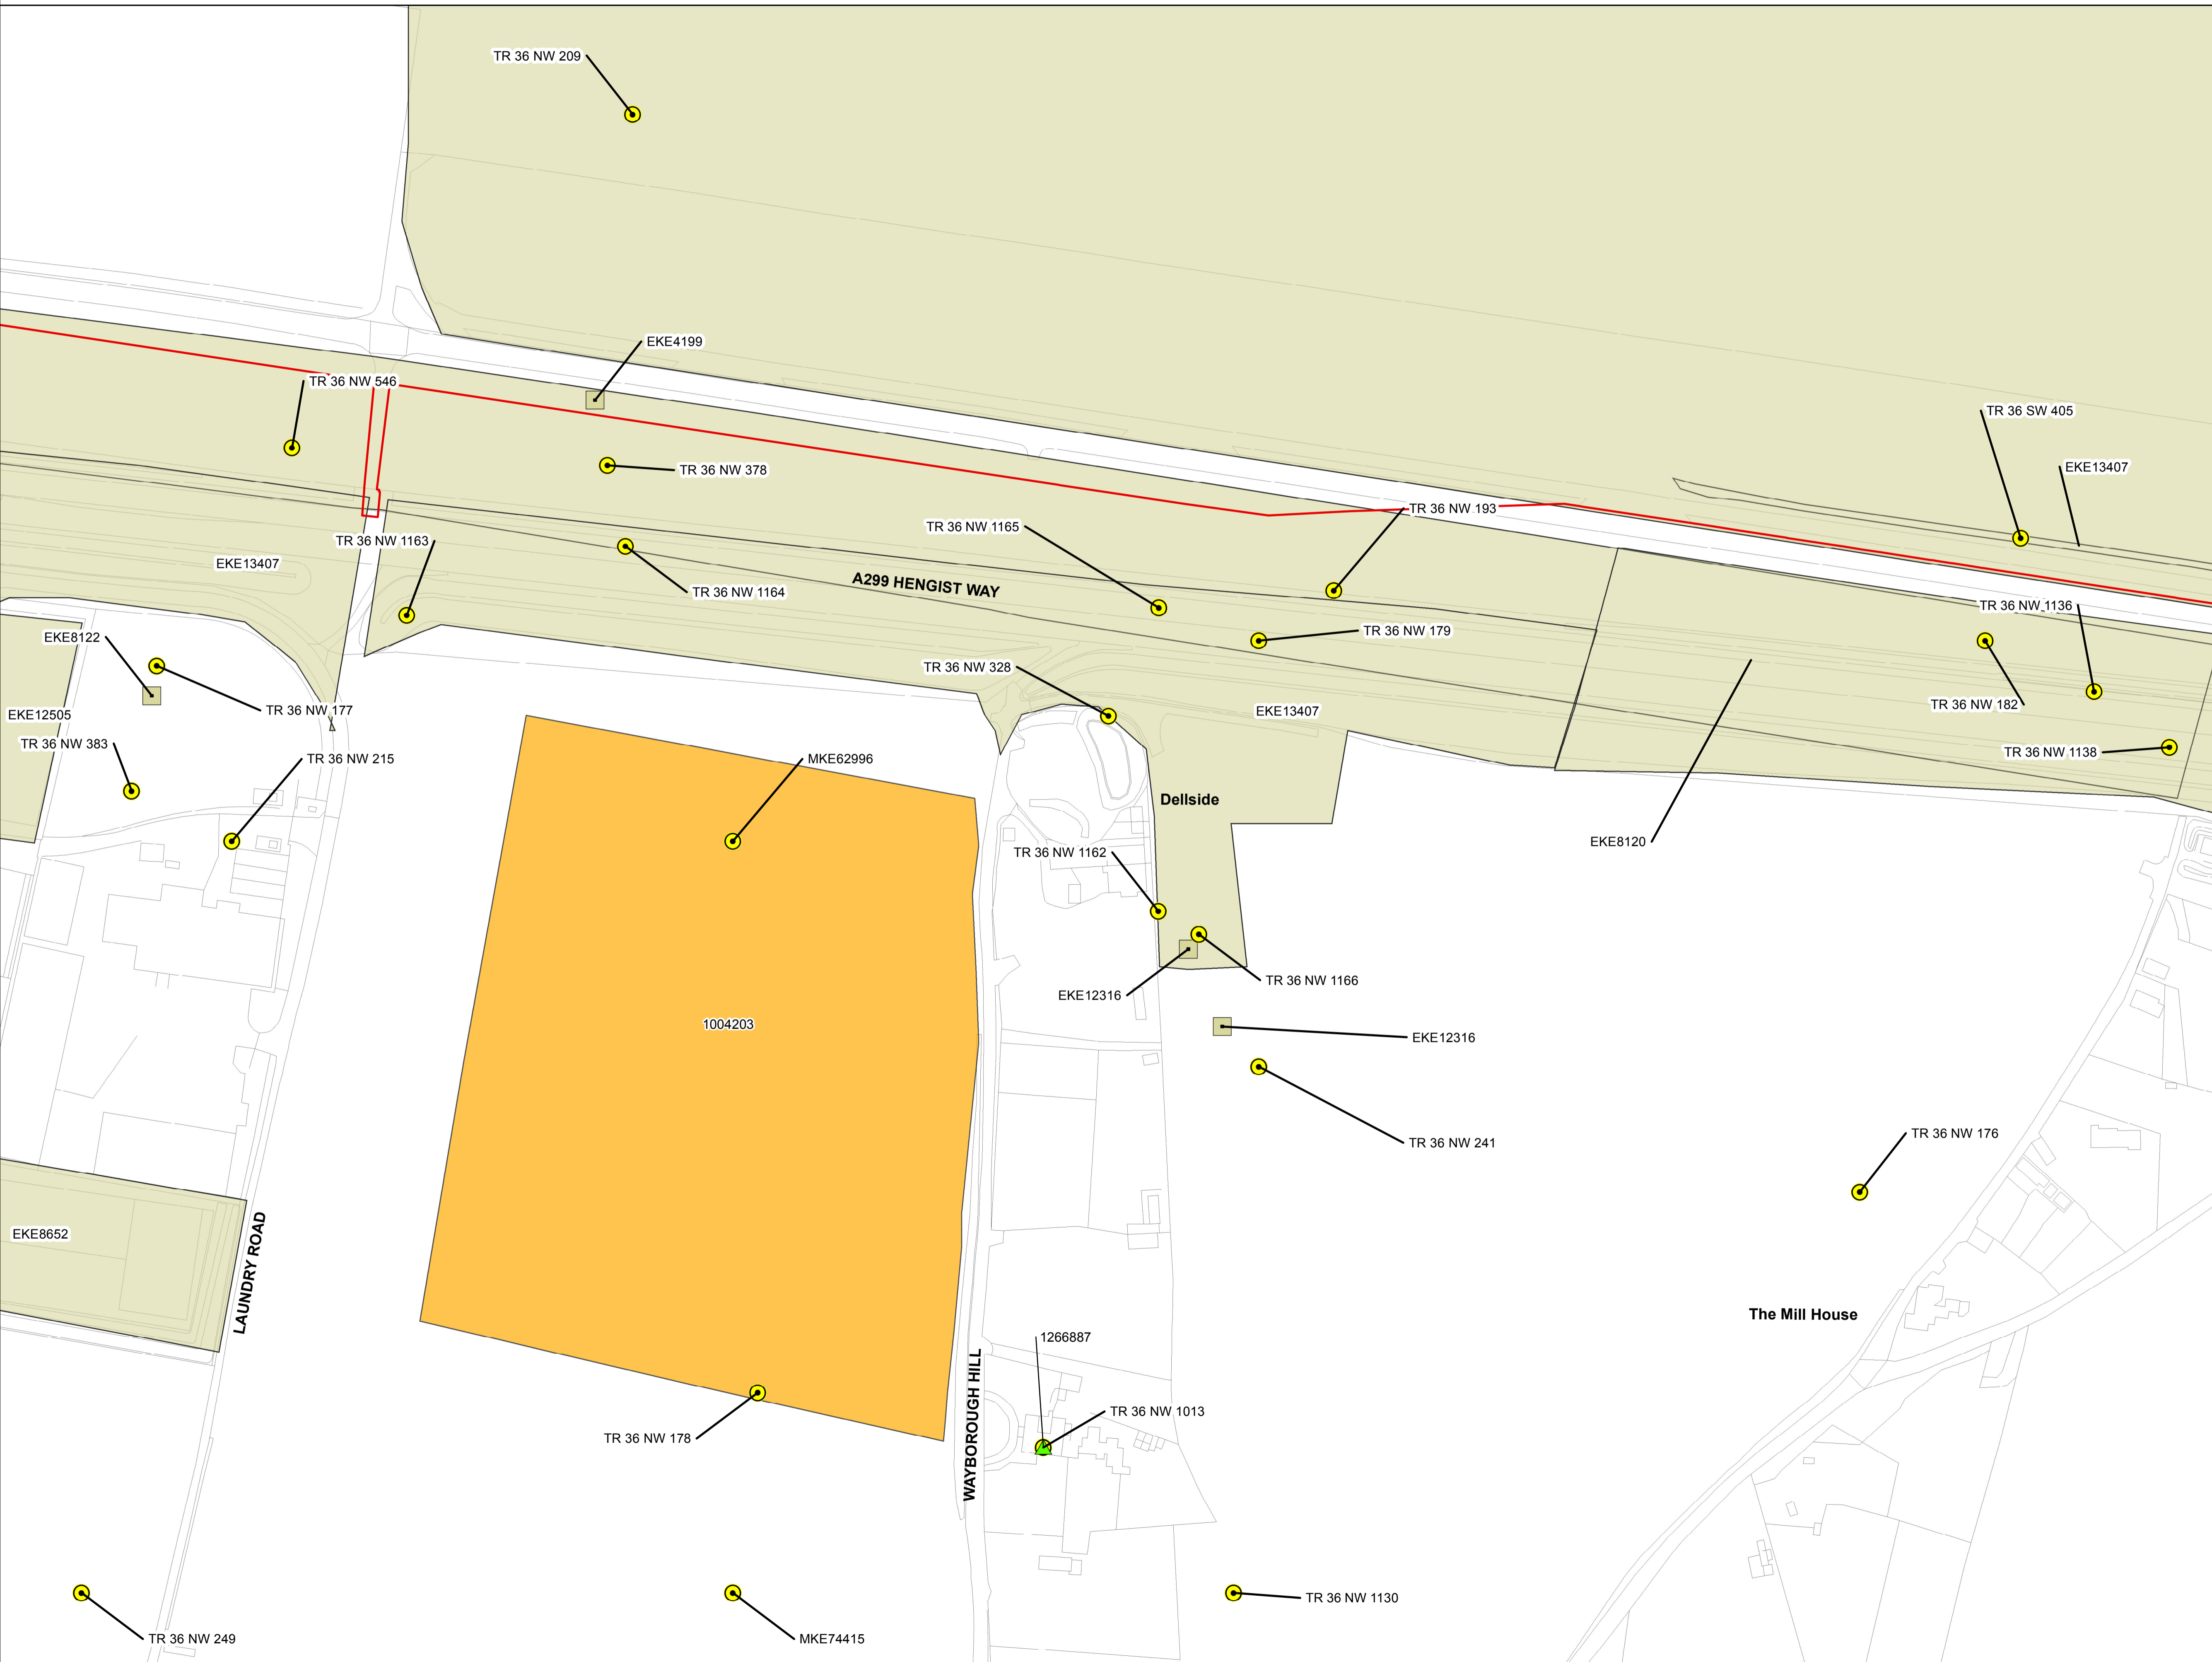 TR 36 NW 209
EKE4199
TR 36 NW 546
TR 36 SW 405
EKE13407
TR 36 NW 378
TR 36 NW 193
TR 36 NW 1165
TR 36 NW 1163
EKE13407
A299 HENGIST WAY
TR 36 NW 1164
TR 36 NW 1136
TR 36 NW 179
EKE8122
TR 36 NW 328
TR 36 NW 182
TR 36 NW 177
EKE12505
EKE13407
TR 36 NW 383
TR 36 NW 1138
TR 36 NW 215
MKE62996
Dellside
EKE8120
TR 36 NW 1162
TR 36 NW 1166
EKE12316
1004203
EKE12316
TR 36 NW 176
TR 36 NW 241
EKE8652
LAUNDRY ROAD
The Mill House
1266887
WAYBOROUGH HILL
TR 36 NW 1013
TR 36 NW 178
TR 36 NW 1130
TR 36 NW 249
MKE74415